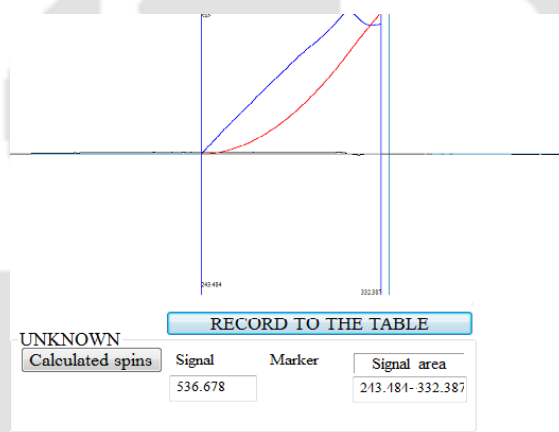 243.484
332.387
RECORD TO THE TABLE
UNKNOWN
Calculated spins Signal Marker Signal area
536.678 243.484-332.387